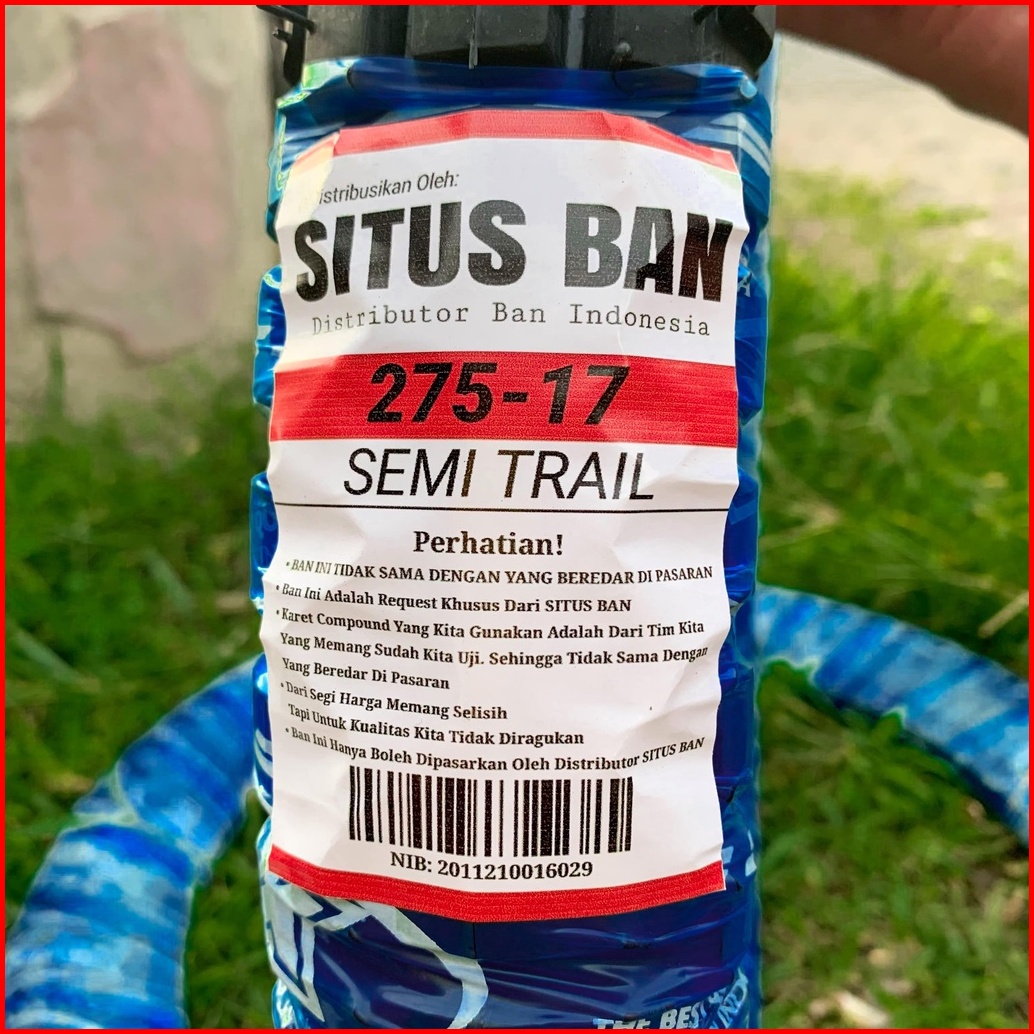 istribusikan Oleh:
SITUS BAN
Distributor Ban Indonesia
275-17
SEMI TRAIL
Perhatian!
• BAN INI TIDAK SAMA DENGAN YANG BEREDAR DI PASARAN
• Ban Ini Adalah Request Khusus Dari SITUS BAN
• Karet Compound Yang Kita Gunakan Adalah Dari Tim Kita
Yang Memang Sudah Kita Uji. Sehingga Tidak Sama Dengan
Yang Beredar Di Pasaran
• Dari Segi Harga Memang Selisih
Tapi Untuk Kualitas Kita Tidak Diragukan
• Ban Ini Hanya Boleh Dipasarkan Oleh Distributor SITUS BAN
NIB: 2011210016029
THE BES